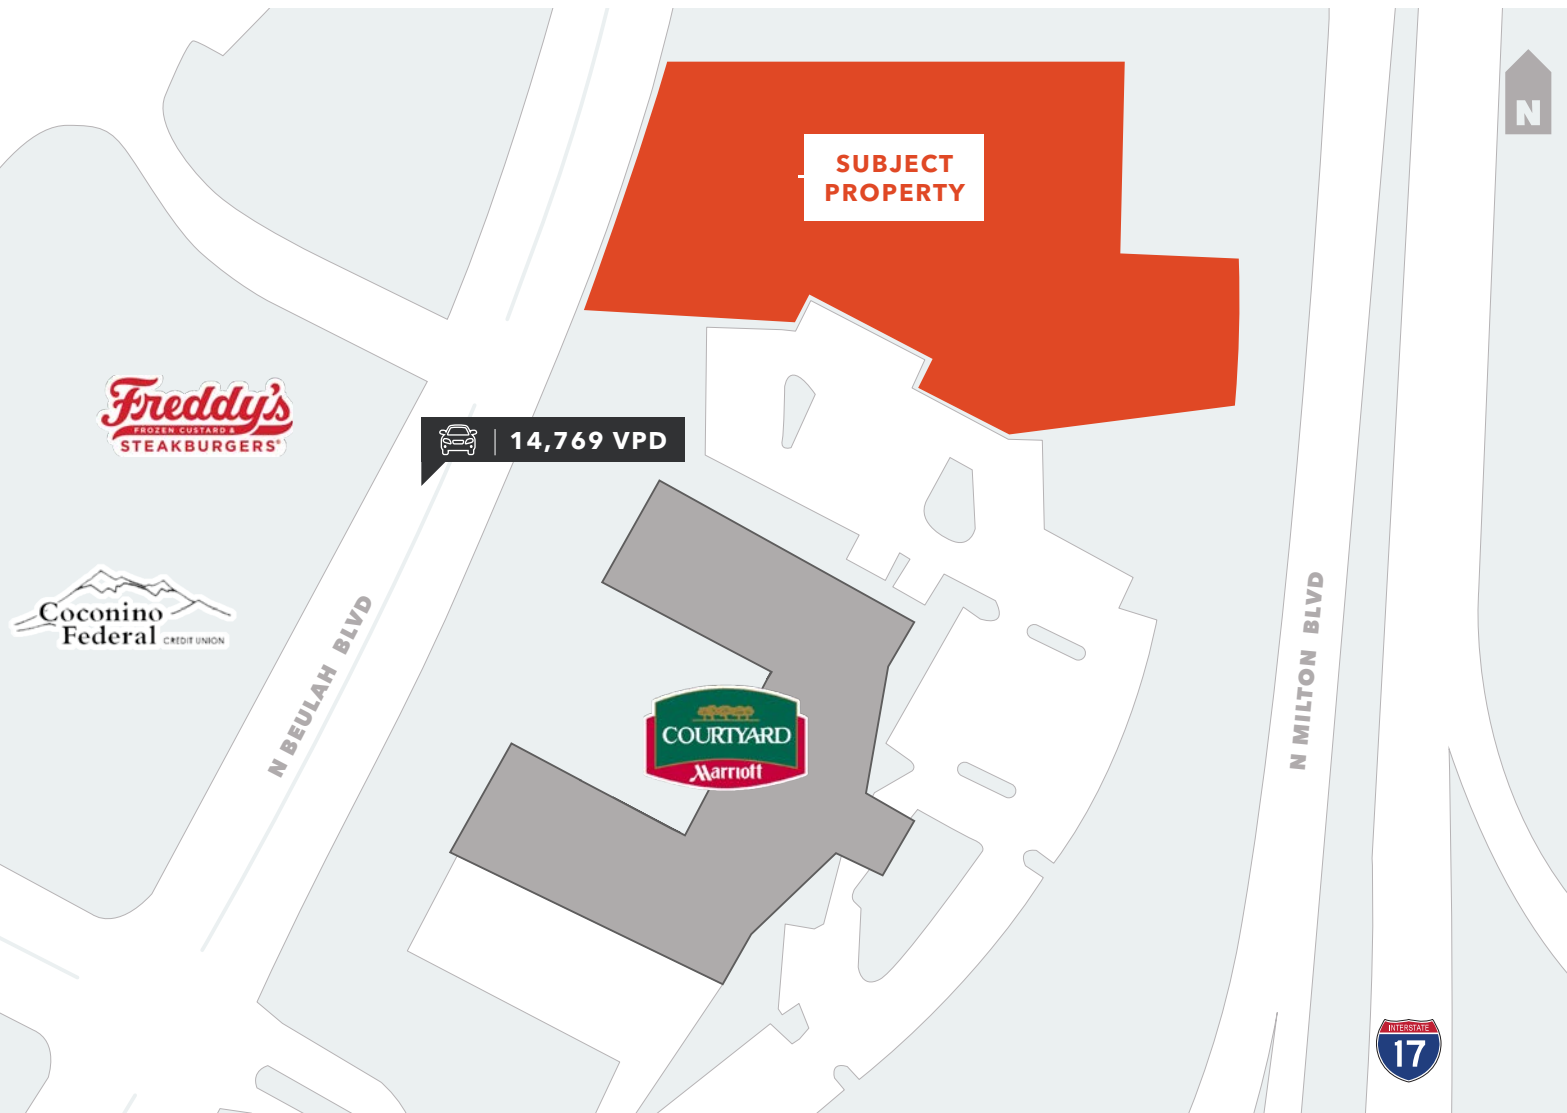 N
SUBJECT
PROPERTY
Freddy's
FROZEN CUSTARD &
STEAKBURGERS®
14,769 VPD
Coconino
Federal CREDIT UNION
N BEULAH BLVD
N MILTON BLVD
COURTYARD
Marriott
INTERSTATE
17